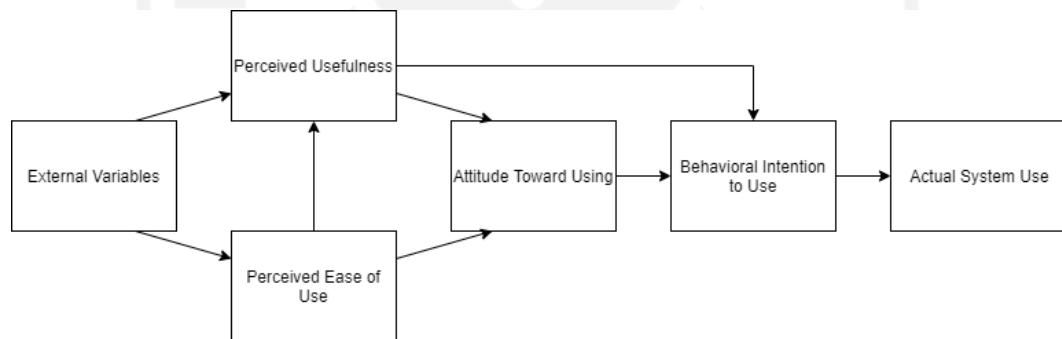 Perceived Usefulness
External Variables
Attitude Toward Using
Behavioral Intention
to Use
Actual System Use
Perceived Ease of
Use